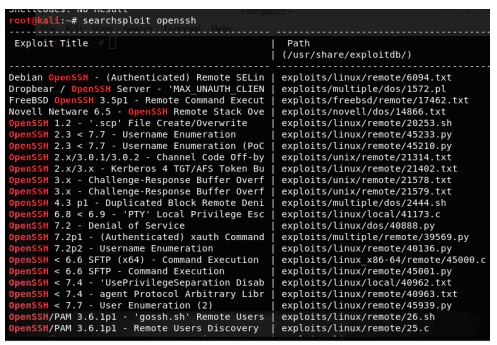 Shellcodes: No Result
root@kali:~# searchsploit openssh
Exploit Title | Path
| (/usr/share/exploitdb/)
Debian OpenSSH - (Authenticated) Remote SELin | exploits/linux/remote/6094.txt
Dropbear / OpenSSH Server - 'MAX_UNAUTH_CLIEN | exploits/multiple/dos/1572.pl
FreeBSD OpenSSH 3.5p1 - Remote Command Execut | exploits/freebsd/remote/17462.txt
Novell Netware 6.5 - OpenSSH Remote Stack Ove | exploits/novell/dos/14866.txt
OpenSSH 1.2 - '.scp' File Create/Overwrite | exploits/linux/remote/20253.sh
OpenSSH 2.3 < 7.7 - Username Enumeration | exploits/linux/remote/45233.py
OpenSSH 2.3 < 7.7 - Username Enumeration (PoC | exploits/linux/remote/45210.py
OpenSSH 2.x/3.0.1/3.0.2 - Channel Code Off-by | exploits/unix/remote/21314.txt
OpenSSH 2.x/3.x - Kerberos 4 TGT/AFS Token Bu | exploits/linux/remote/21402.txt
OpenSSH 3.x - Challenge-Response Buffer Overf | exploits/unix/remote/21578.txt
OpenSSH 3.x - Challenge-Response Buffer Overf | exploits/unix/remote/21579.txt
OpenSSH 4.3 p1 - Duplicated Block Remote Deni | exploits/multiple/dos/2444.sh
OpenSSH 6.8 < 6.9 - 'PTY' Local Privilege Esc | exploits/linux/local/41173.c
OpenSSH 7.2 - Denial of Service | exploits/linux/dos/40888.py
OpenSSH 7.2p1 - (Authenticated) xauth Command | exploits/multiple/remote/39569.py
OpenSSH 7.2p2 - Username Enumeration | exploits/linux/remote/40136.py
OpenSSH < 6.6 SFTP (x64) - Command Execution | exploits/linux_x86-64/remote/45000.c
OpenSSH < 6.6 SFTP - Command Execution | exploits/linux/remote/45001.py
OpenSSH < 7.4 - 'UsePrivilegeSeparation Disab | exploits/linux/local/40962.txt
OpenSSH < 7.4 - agent Protocol Arbitrary Libr | exploits/linux/remote/40963.txt
OpenSSH < 7.7 - User Enumeration (2) | exploits/linux/remote/45939.py
OpenSSH/PAM 3.6.1p1 - 'gossh.sh' Remote Users | exploits/linux/remote/26.sh
OpenSSH/PAM 3.6.1p1 - Remote Users Discovery | exploits/linux/remote/25.c